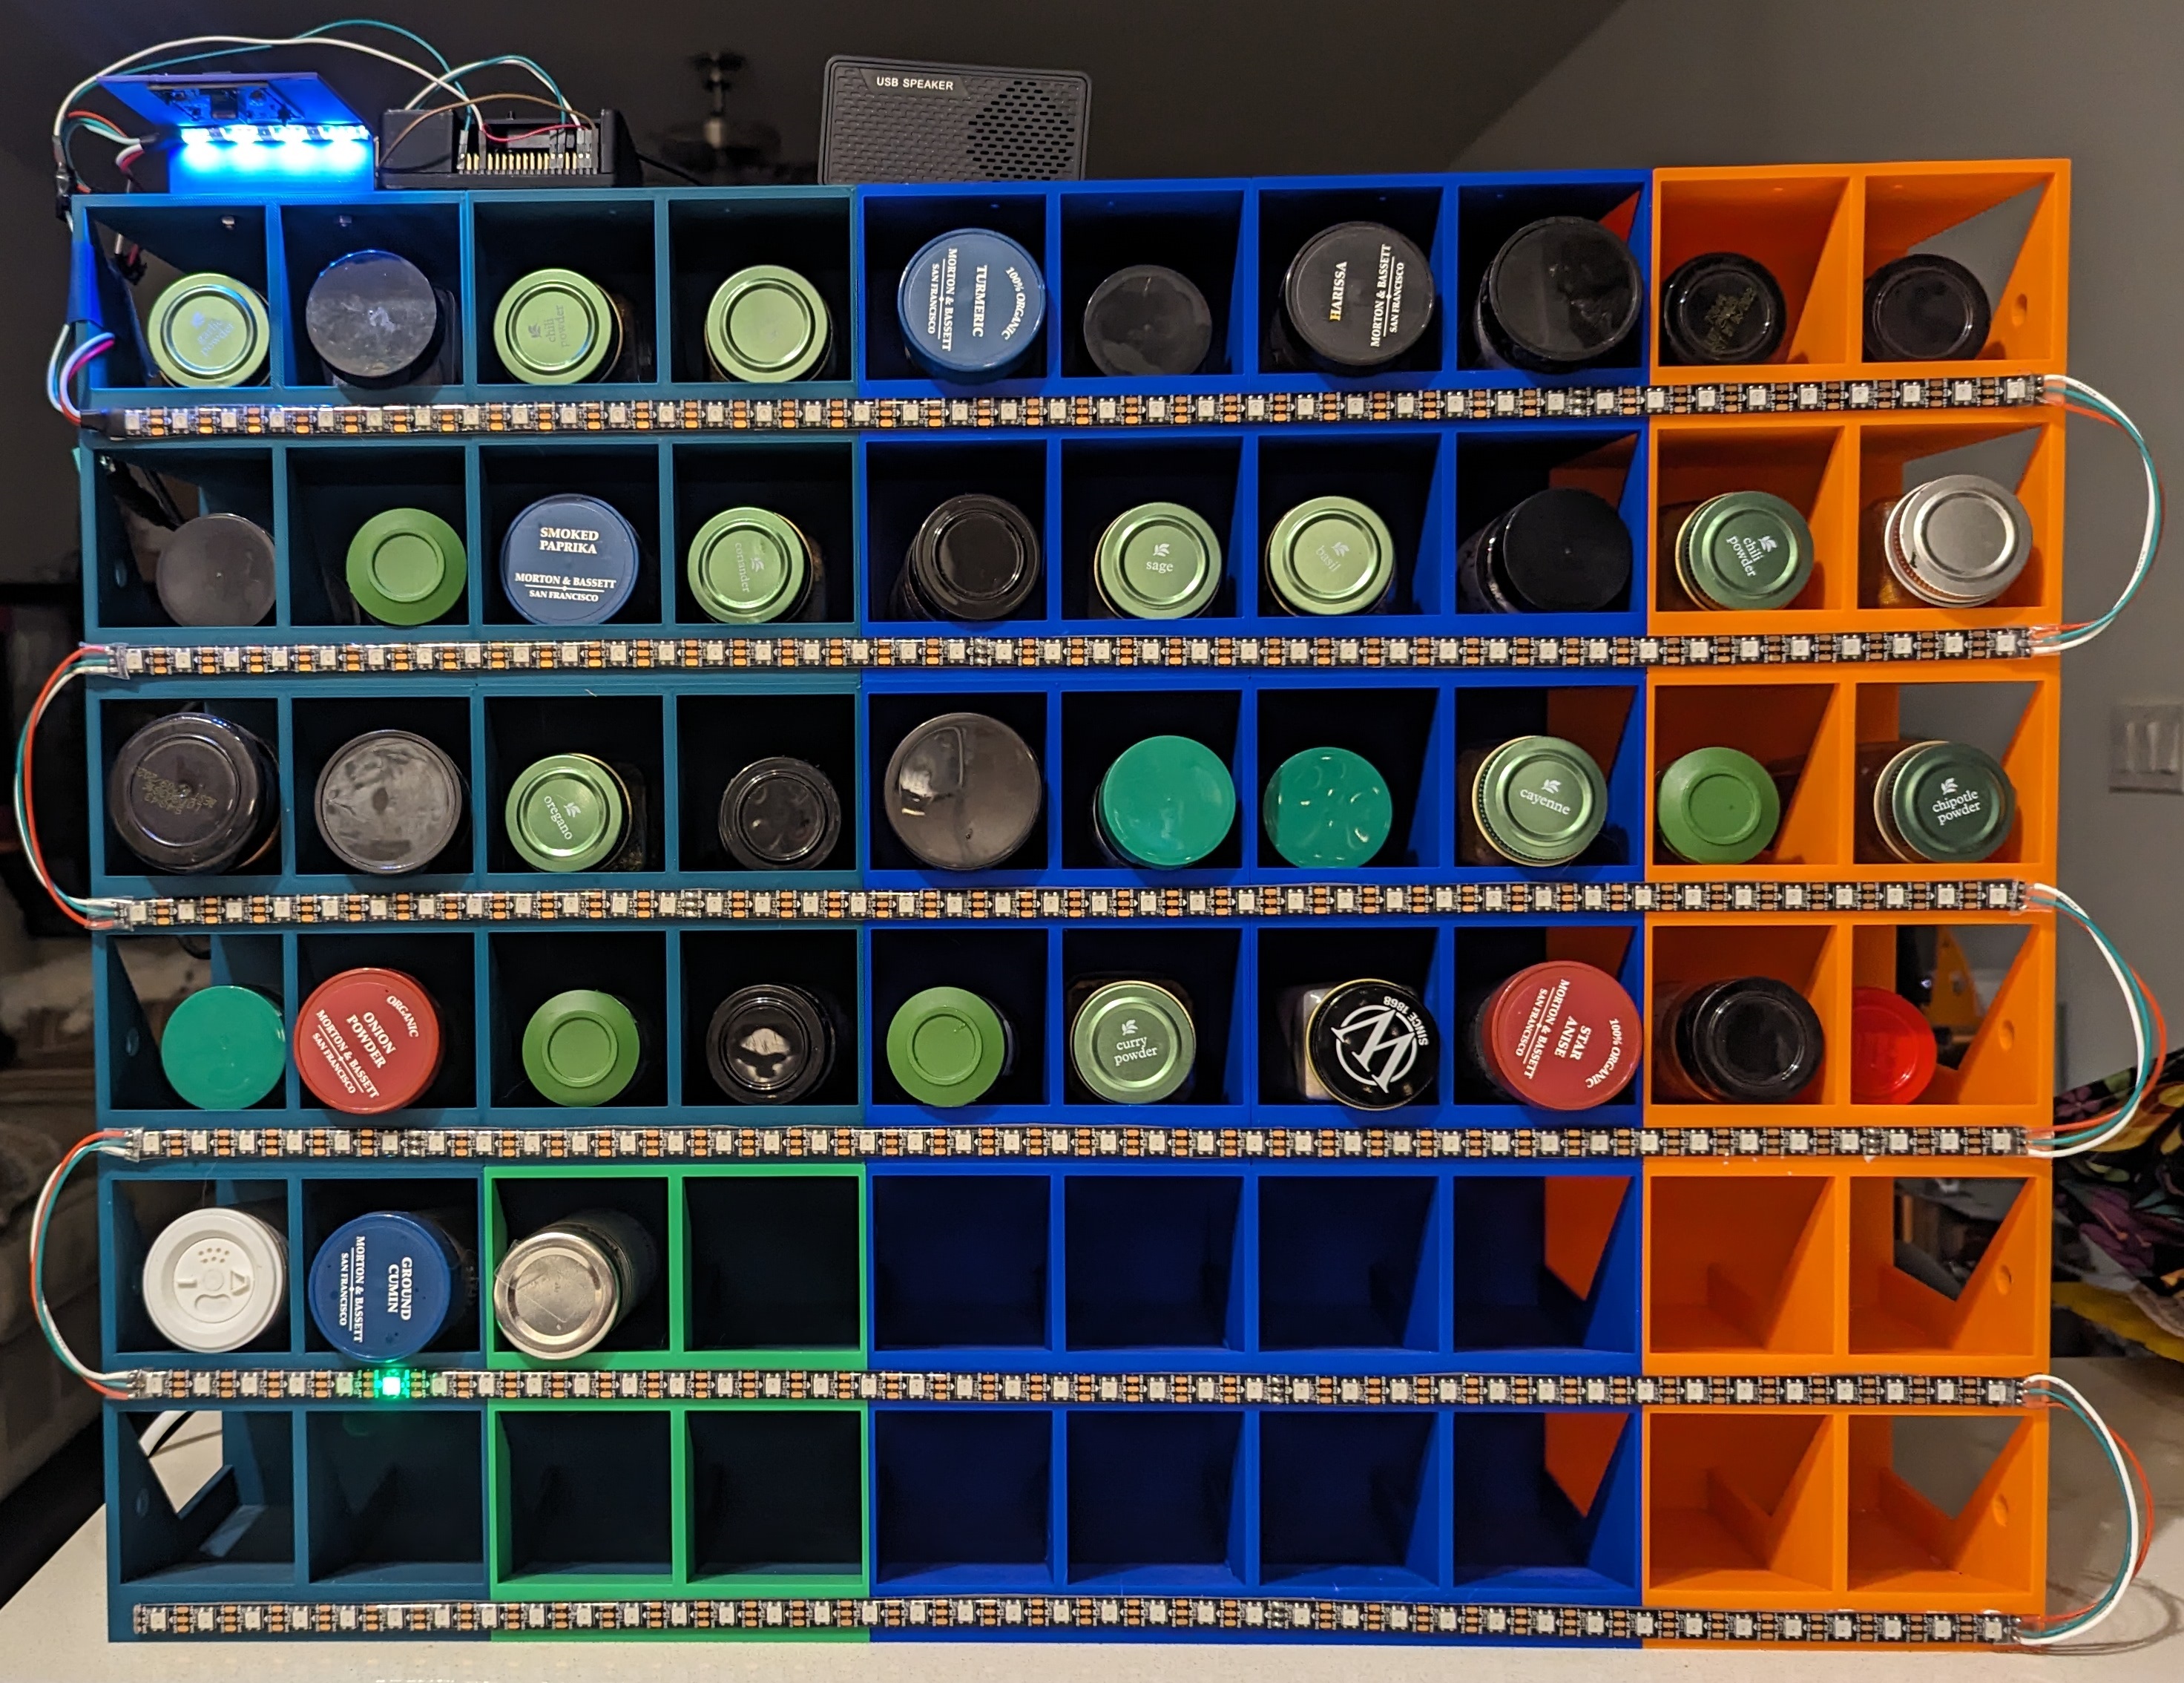 USB SPEAKER
chili
powder
100% ORGANIC
TURMERIC
MORTON & BASSETT
SAN FRANCISCO
HARISSA
MORTON & BASSETT
SAN FRANCISCO
SMOKED
PAPRIKA
MORTON & BASSETT
SAN FRANCISCO
coriander
sage
basil
chili
powder
oregano
cayenne
chipotle
powder
ORGANIC
ONION
POWDER
MORTON & BASSETT
SAN FRANCISCO
curry
powder
SINCE 1868
W
100% ORGANIC
STAR
ANISE
MORTON & BASSETT
SAN FRANCISCO
GROUND
CUMIN
MORTON & BASSETT
SAN FRANCISCO